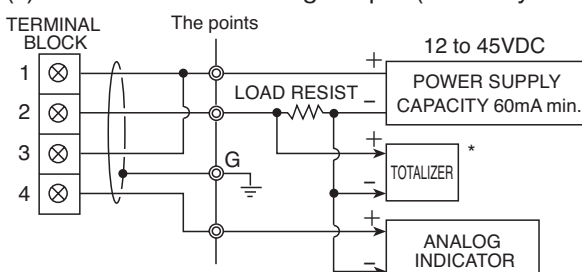 TERMINAL
BLOCK
The points
1
2
3
4
12 to 45VDC
+
LOAD RESIST
−
POWER SUPPLY
CAPACITY 60mA min.
G
+
−
TOTALIZER
*
+
−
ANALOG
INDICATOR